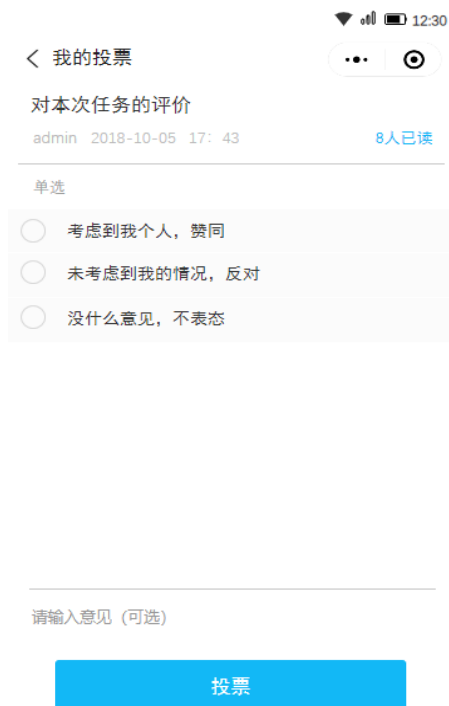 12:30
我的投票
对本次任务的评价
admin 2018-10-05 17: 43 8人已读
单选
考虑到我个人，赞同
未考虑到我的情况，反对
没什么意见，不表态
请输入意见（可选）
投票